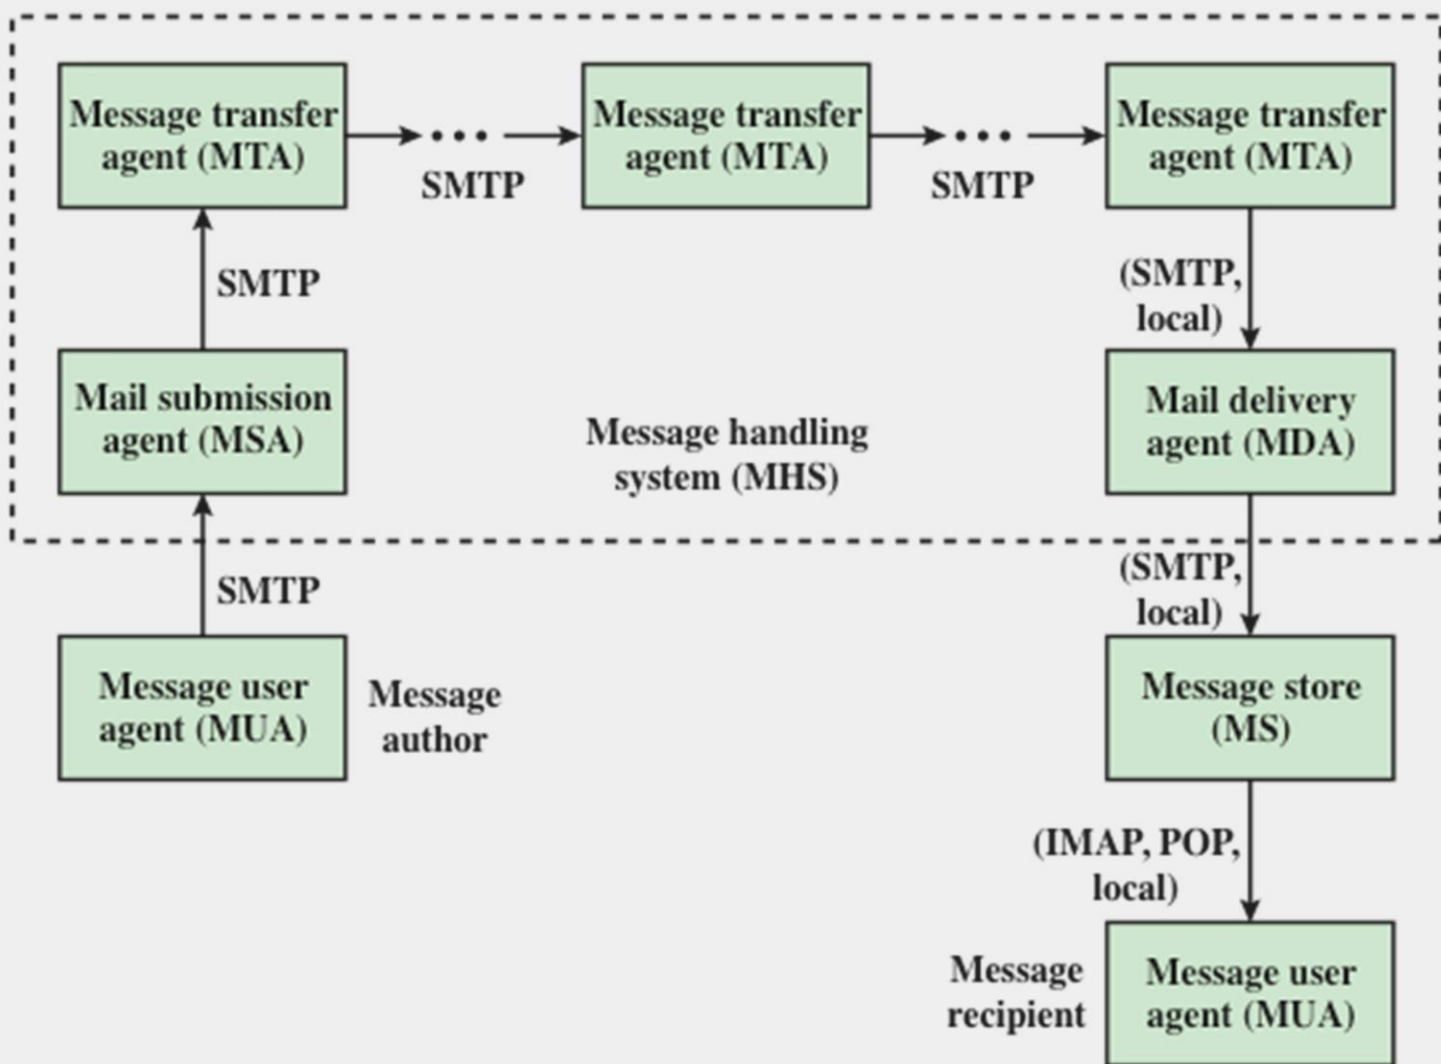 Message transfer
agent (MTA)
SMTP
Message transfer
agent (MTA)
SMTP
Message transfer
agent (MTA)
SMTP
(SMTP,
local)
Mail submission
agent (MSA)
Message handling
system (MHS)
Mail delivery
agent (MDA)
SMTP
(SMTP,
local)
Message user
agent (MUA)
Message
author
Message store
(MS)
(IMAP, POP,
local)
Message
recipient
Message user
agent (MUA)